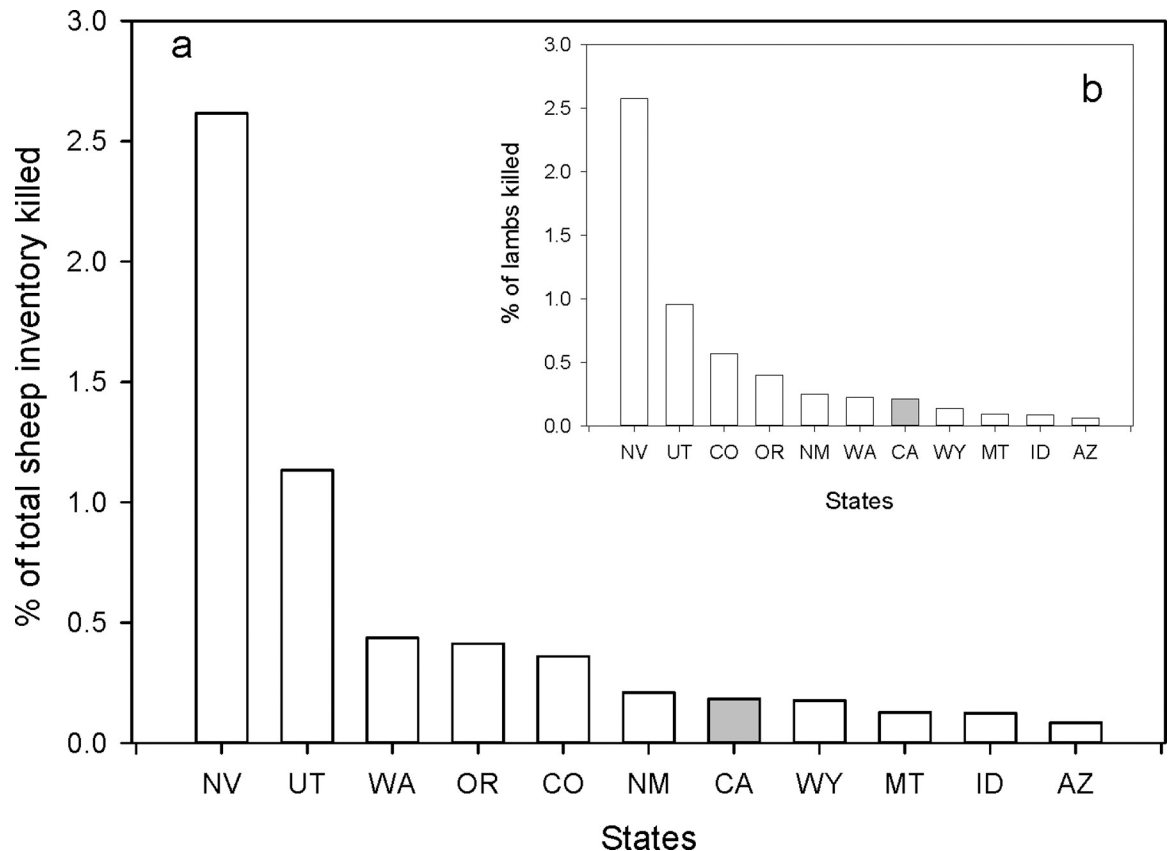 a
% of total sheep inventory killed
3.0
2.5
2.0
1.5
1.0
0.5
0.0
NV UT WA OR CO NM CA WY MT ID AZ
States
b
% of lambs killed
3.0
2.5
2.0
1.5
1.0
0.5
0.0
NV UT CO OR NM WA CA WY MT ID AZ
States